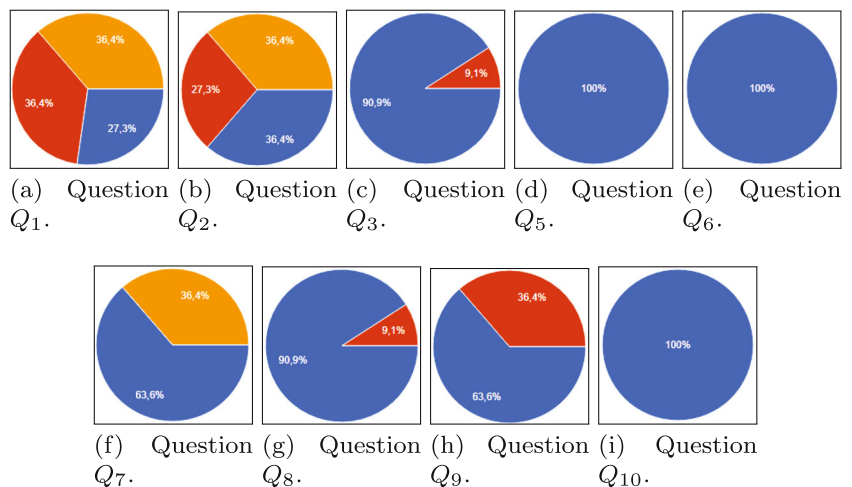 36,4%
36,4%
27,3%
36,4%
27,3%
36,4%
9,1%
90,9%
100%
100%
(a) Question Q1.
(b) Question Q2.
(c) Question Q3.
(d) Question Q5.
(e) Question Q6.
36,4%
63,6%
9,1%
90,9%
36,4%
63,6%
100%
(f) Question Q7.
(g) Question Q8.
(h) Question Q9.
(i) Question Q10.